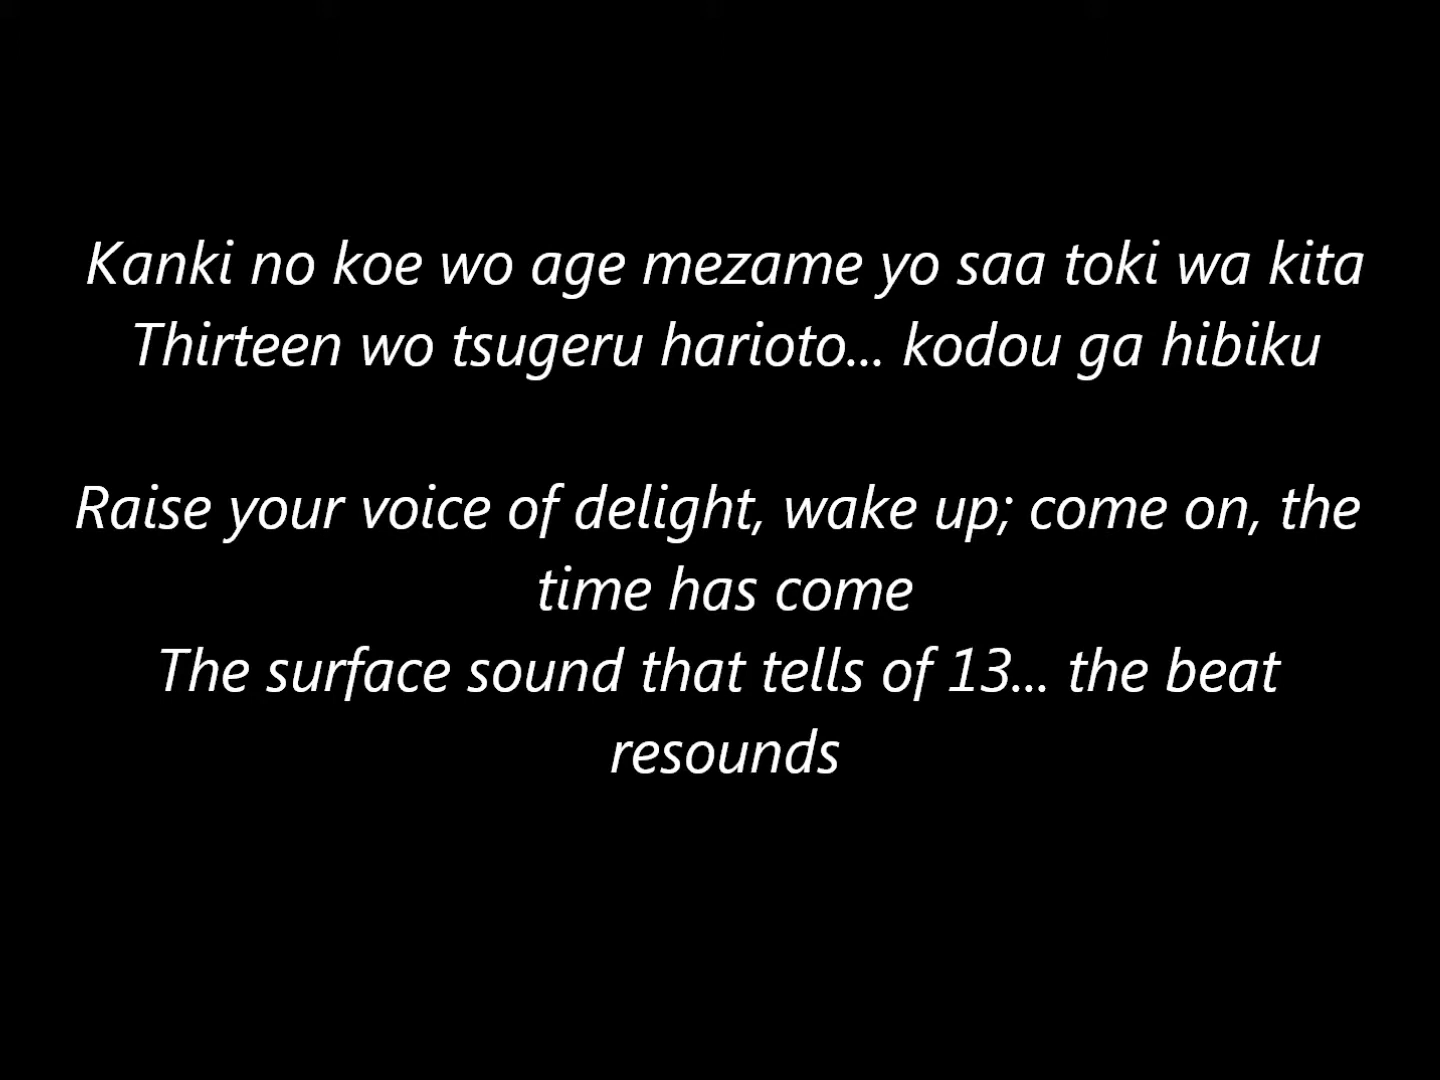 Kanki no koe wo age mezame yo saa toki wa kita
Thirteen wo tsugeru harioto... kodou ga hibiku
Raise your voice of delight, wake up; come on, the
time has come
The surface sound that tells of 13... the beat
resounds